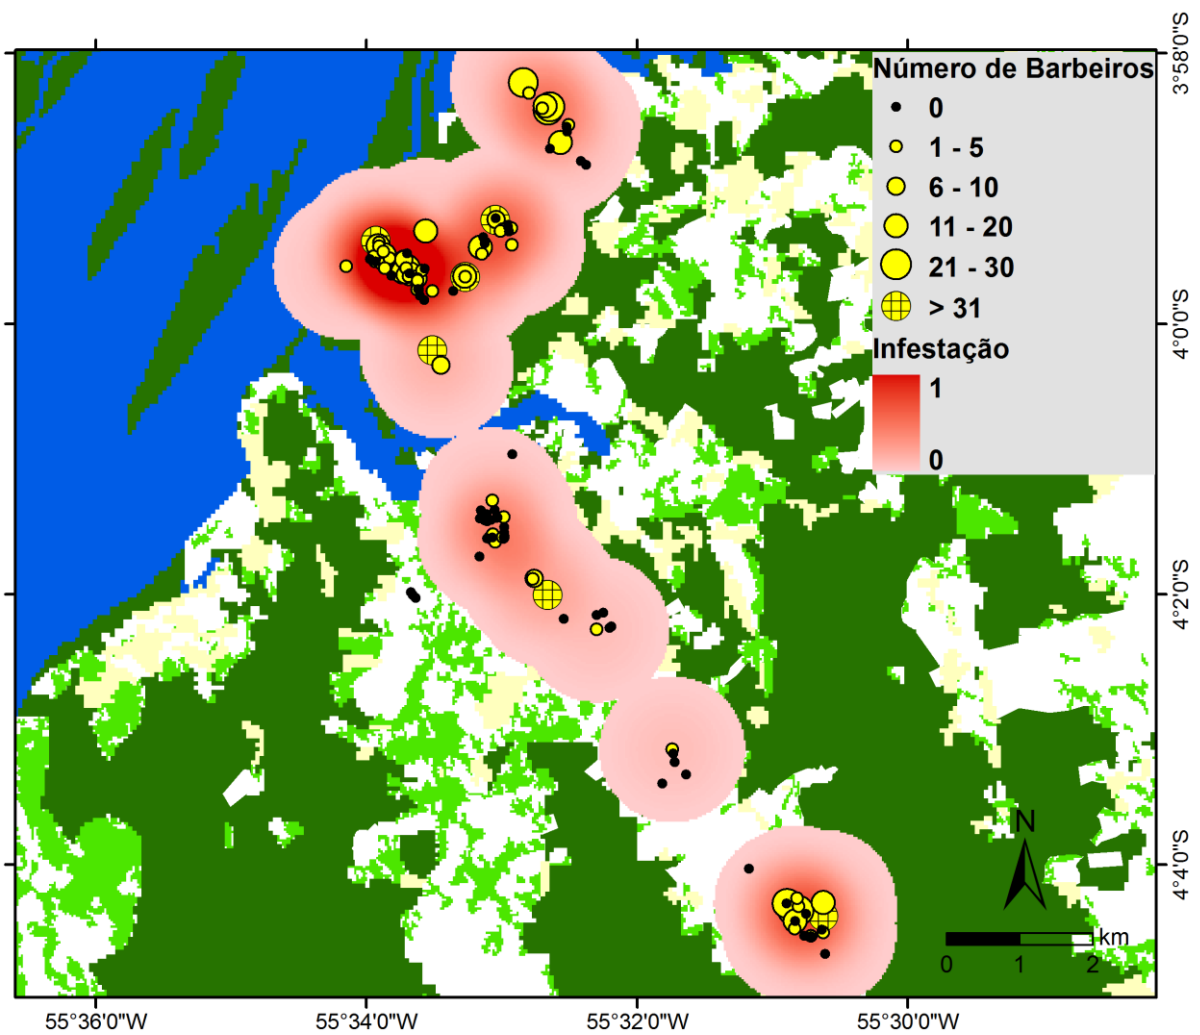 Número de Barbeiros
0
1 - 5
6 - 10
11 - 20
21 - 30
> 31
Infestação
1
0
3°58'0"S
4°0'0"S
4°2'0"S
4°4'0"S
N
km
0 1 2
55°36'0"W 55°34'0"W 55°32'0"W 55°30'0"W